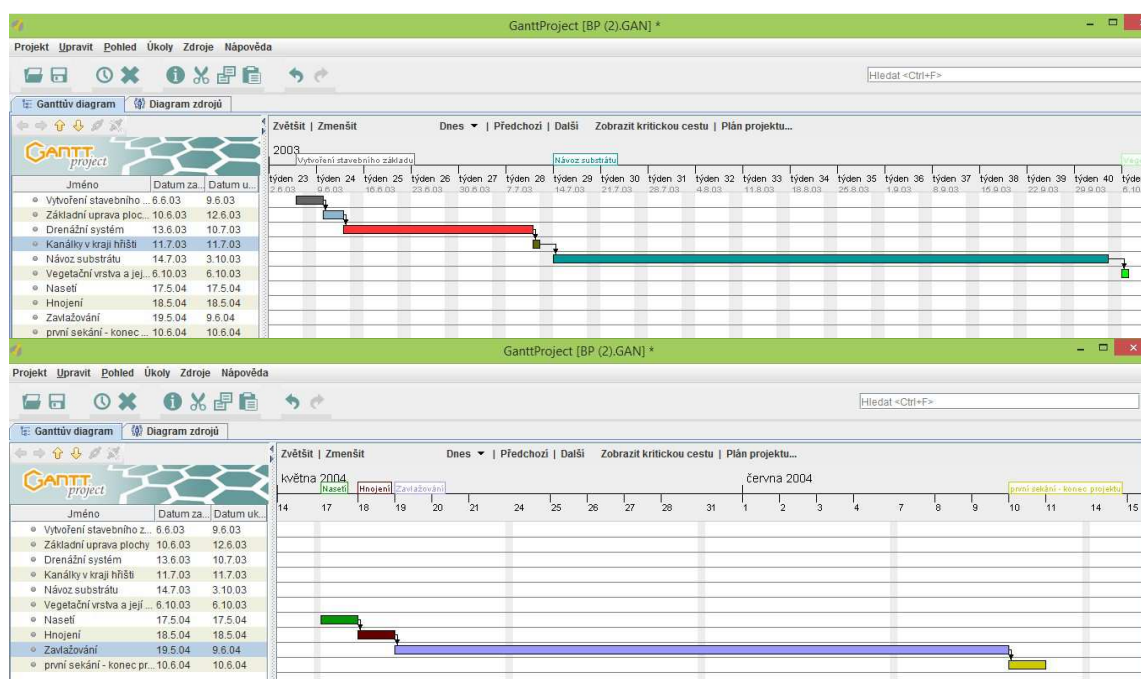 GanttProject [BP (2).GAN] *
Projekt Upravit Pohled Úkoly Zdroje Nápověda
Hledat <Ctrl+F>
Ganttův diagram Diagram zdrojů
Zvětšit | Zmenšit Dnes | Předchozí | Další Zobrazit kritickou cestu | Plán projektu...
GANTT project
2003
Vytvoření stavebního základu Návoz substrátu
Jméno Datum za... Datum u...
týden 23 týden 24 týden 25 týden 26 týden 27 týden 28 týden 29 týden 30 týden 31 týden 32 týden 33 týden 34 týden 35 týden 36 týden 37 týden 38 týden 39 týden 40 týde
2.6.03 9.6.03 16.6.03 23.6.03 30.6.03 7.7.03 14.7.03 21.7.03 28.7.03 4.8.03 11.8.03 18.8.03 25.8.03 1.9.03 8.9.03 15.9.03 22.9.03 29.9.03 6.10
Vytvoření stavebního ... 6.6.03 9.6.03
Základní uprava ploc... 10.6.03 12.6.03
Drenážní systém 13.6.03 10.7.03
Kanálky v kraji hřišti 11.7.03 11.7.03
Návoz substrátu 14.7.03 3.10.03
Vegetační vrstva a jej... 6.10.03 6.10.03
Nasetí 17.5.04 17.5.04
Hnojení 18.5.04 18.5.04
Zavlažování 19.5.04 9.6.04
první sekání - konec ... 10.6.04 10.6.04
GanttProject [BP (2).GAN] *
Projekt Upravit Pohled Úkoly Zdroje Nápověda
Hledat <Ctrl+F>
Ganttův diagram Diagram zdrojů
Zvětšit | Zmenšit Dnes | Předchozí | Další Zobrazit kritickou cestu | Plán projektu...
GANTT project
května 2004 června 2004
Nasetí Hnojení Zavlažování první sekání - konec projektu
Jméno Datum za... Datum uk...
14 17 18 19 20 21 24 25 26 27 28 31 1 2 3 4 7 8 9 10 11 14 15
Vytvoření stavebního z... 6.6.03 9.6.03
Základní uprava plochy 10.6.03 12.6.03
Drenážní systém 13.6.03 10.7.03
Kanálky v kraji hřišti 11.7.03 11.7.03
Návoz substrátu 14.7.03 3.10.03
Vegetační vrstva a její ... 6.10.03 6.10.03
Nasetí 17.5.04 17.5.04
Hnojení 18.5.04 18.5.04
Zavlažování 19.5.04 9.6.04
první sekání - konec pr... 10.6.04 10.6.04